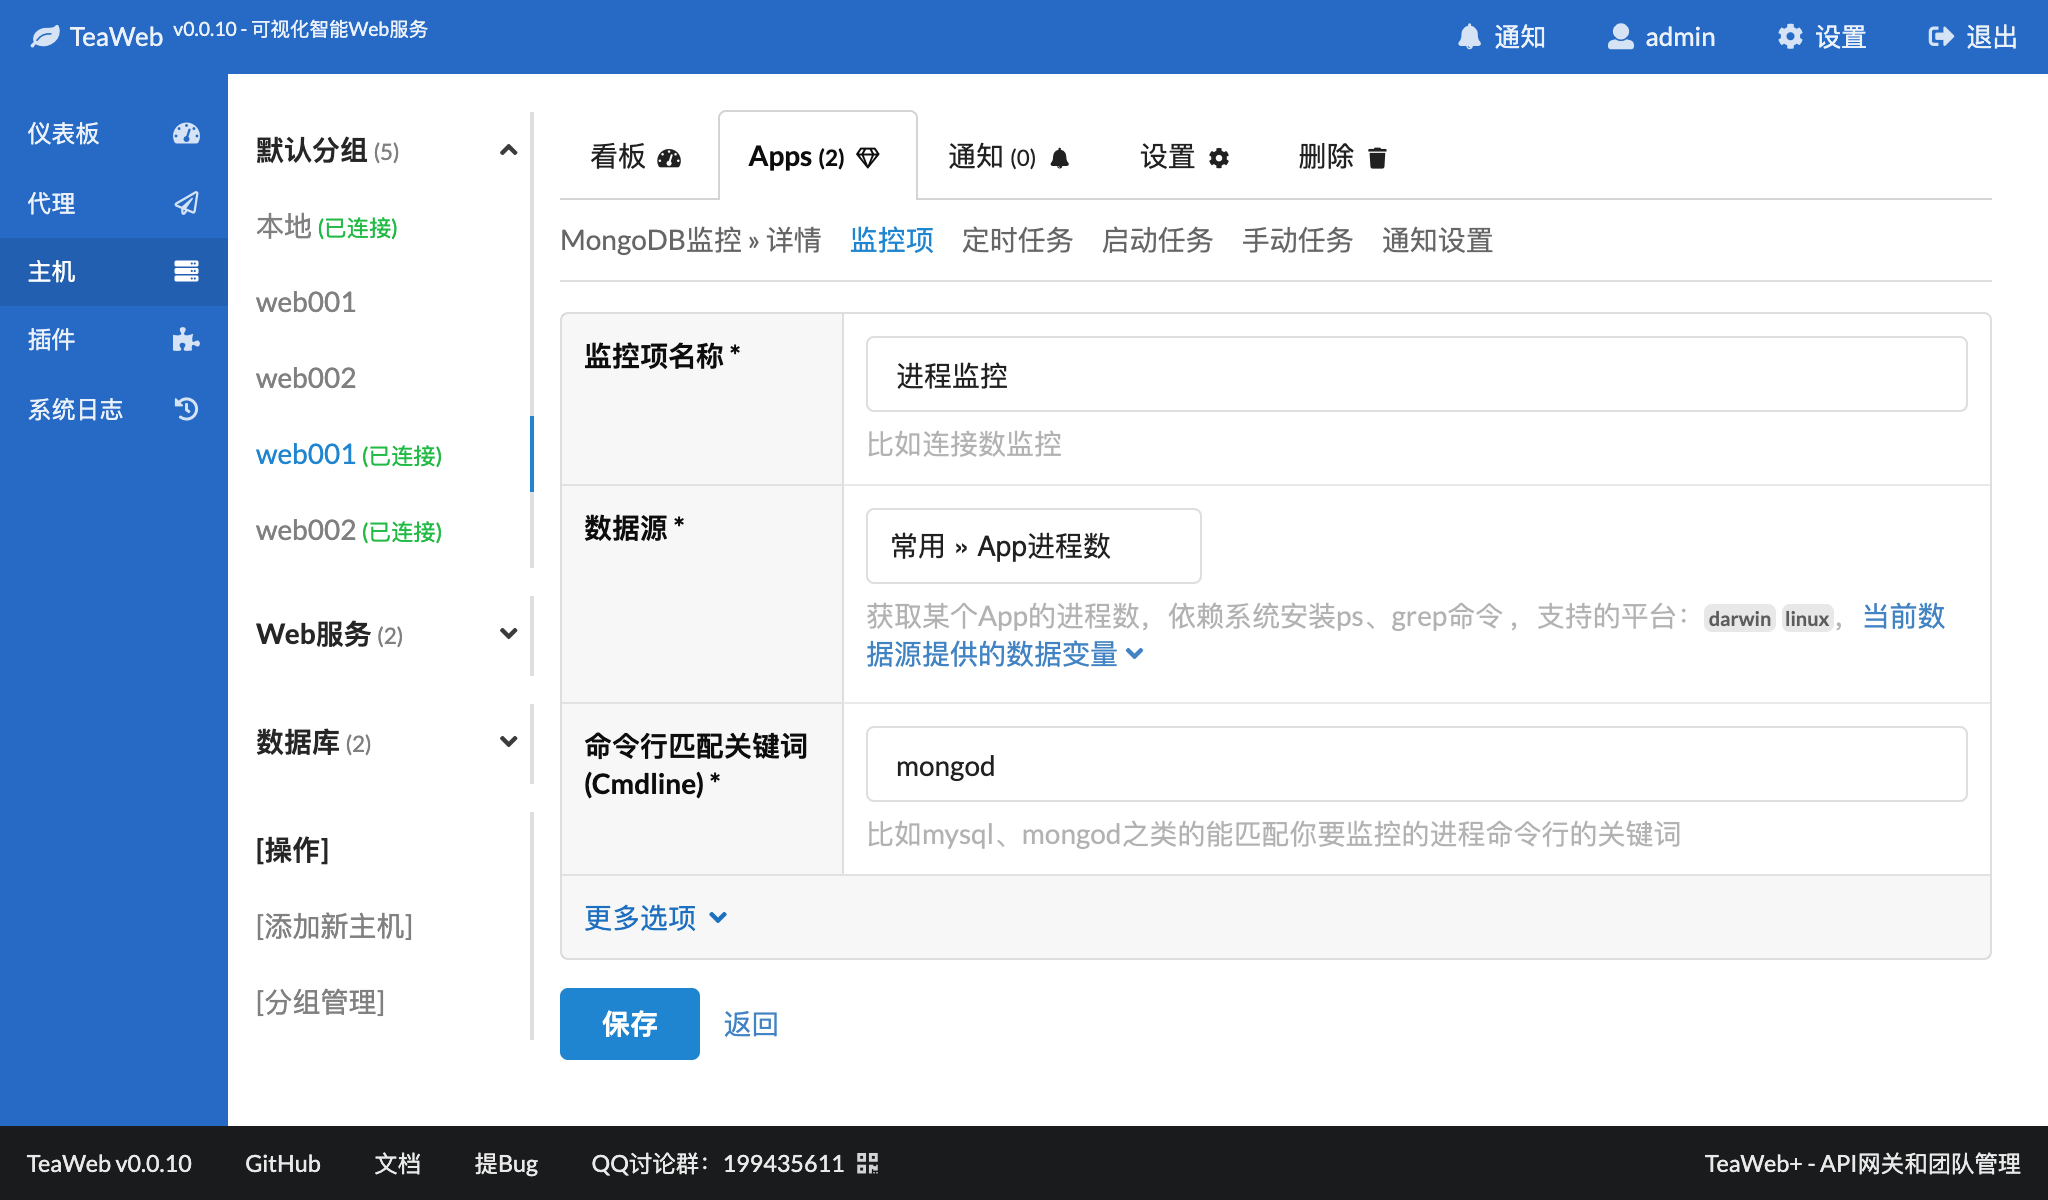 TeaWeb v0.0.10 - 可视化智能Web服务
通知
admin
设置
退出
仪表板
代理
主机
插件
系统日志
默认分组 (5)
本地 (已连接)
web001
web002
web001 (已连接)
web002 (已连接)
Web服务 (2)
数据库 (2)
[操作]
[添加新主机]
[分组管理]
看板
Apps (2)
通知 (0)
设置
删除
MongoDB监控 » 详情 监控项 定时任务 启动任务 手动任务 通知设置
监控项名称 *
进程监控
比如连接数监控
数据源 *
常用 » App进程数
获取某个App的进程数，依赖系统安装ps、grep命令 ，支持的平台： darwin linux， 当前数
据源提供的数据变量
命令行匹配关键词
(Cmdline) *
mongod
比如mysql、mongod之类的能匹配你要监控的进程命令行的关键词
更多选项
保存
返回
TeaWeb v0.0.10
GitHub
文档
提Bug
QQ讨论群：199435611
TeaWeb+ - API网关和团队管理